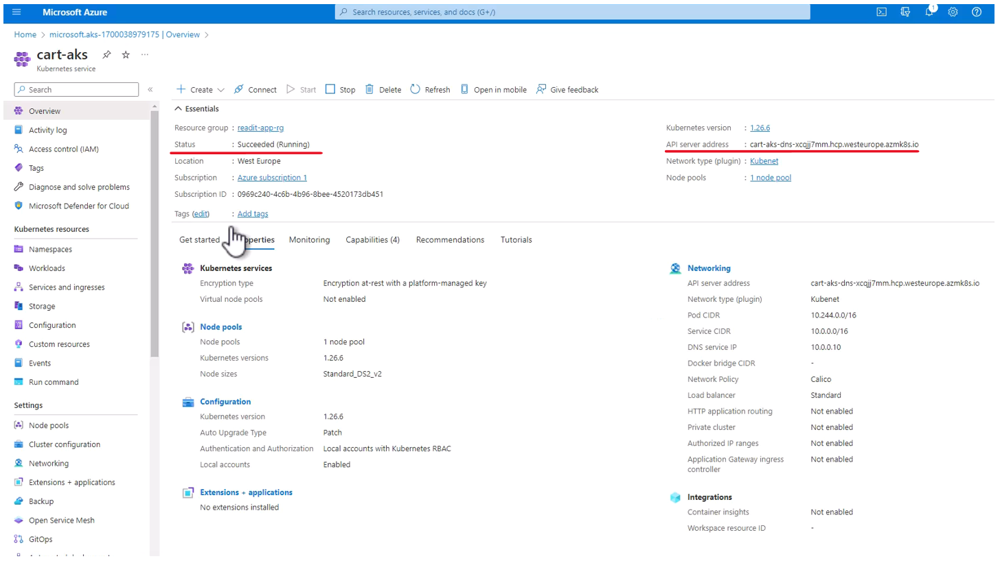 Microsoft Azure
Search resources, services, and docs (G+/)
1
Home > microsoft.aks-1700038979175 | Overview >
cart-aks
Kubernetes service
Search
Overview
Activity log
Access control (IAM)
Tags
Diagnose and solve problems
Microsoft Defender for Cloud
Kubernetes resources
Namespaces
Workloads
Services and ingresses
Storage
Configuration
Custom resources
Events
Run command
Settings
Node pools
Cluster configuration
Networking
Extensions + applications
Backup
Open Service Mesh
GitOps
Create Connect Start Stop Delete Refresh Open in mobile Give feedback
Essentials
Resource group : readit-app-rg
Status : Succeeded (Running)
Location : West Europe
Subscription : Azure subscription 1
Subscription ID : 0969c240-4c6b-4b96-8bee-4520173db451
Tags (edit) : Add tags
Kubernetes version : 1.26.6
API server address : cart-aks-dns-xcqjj7mm.hcp.westeurope.azmk8s.io
Network type (plugin) : Kubenet
Node pools : 1 node pool
Get started Monitoring Capabilities (4) Recommendations Tutorials
Kubernetes services
Encryption type Encryption at-rest with a platform-managed key
Virtual node pools Not enabled
Node pools
Node pools 1 node pool
Kubernetes versions 1.26.6
Node sizes Standard_DS2_v2
Configuration
Kubernetes version 1.26.6
Auto Upgrade Type Patch
Authentication and Authorization Local accounts with Kubernetes RBAC
Local accounts Enabled
Extensions + applications
No extensions installed
Networking
API server address cart-aks-dns-xcqjj7mm.hcp.westeurope.azmk8s.io
Network type (plugin) Kubenet
Pod CIDR 10.244.0.0/16
Service CIDR 10.0.0.0/16
DNS service IP 10.0.0.10
Docker bridge CIDR -
Network Policy Calico
Load balancer Standard
HTTP application routing Not enabled
Private cluster Not enabled
Authorized IP ranges Not enabled
Application Gateway ingress Not enabled
controller
Integrations
Container insights Not enabled
Workspace resource ID -